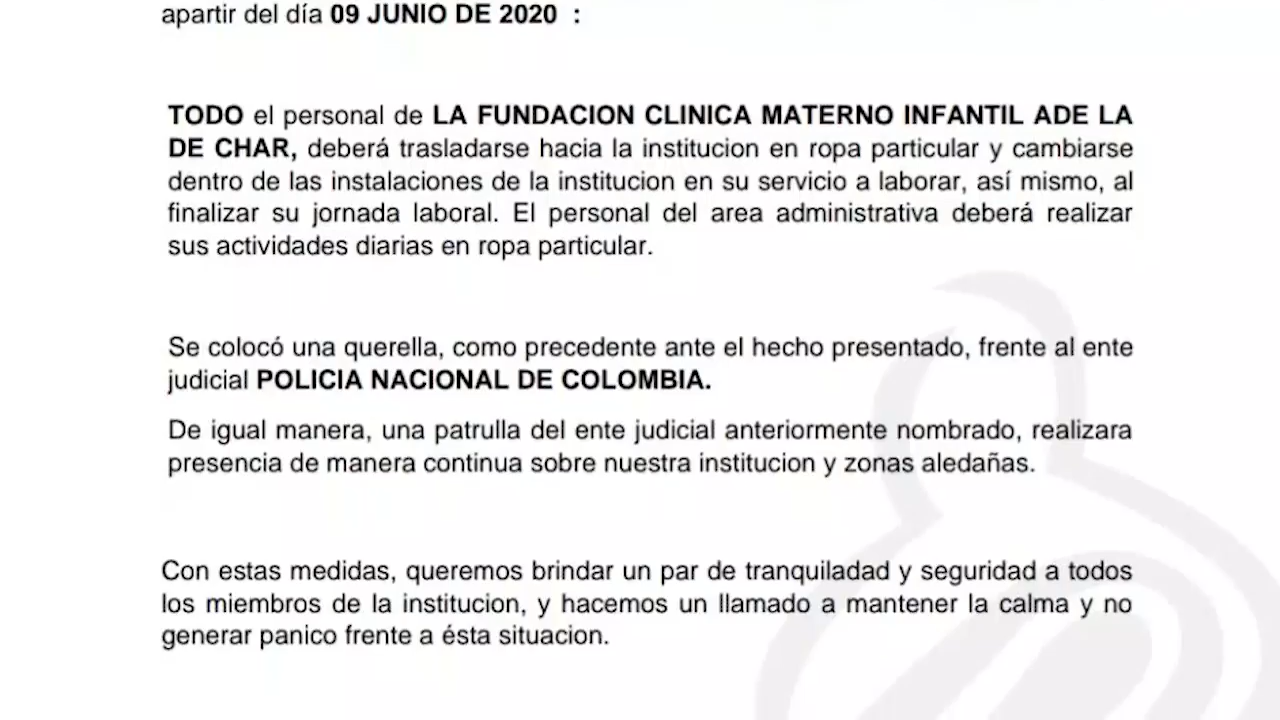 apartir del día 09 JUNIO DE 2020 :
TODO el personal de LA FUNDACION CLINICA MATERNO INFANTIL ADE LA
DE CHAR, deberá trasladarse hacia la institucion en ropa particular y cambiarse
dentro de las instalaciones de la institucion en su servicio a laborar, así mismo, al
finalizar su jornada laboral. El personal del area administrativa deberá realizar
sus actividades diarias en ropa particular.
Se colocó una querella, como precedente ante el hecho presentado, frente al ente
judicial POLICIA NACIONAL DE COLOMBIA.
De igual manera, una patrulla del ente judicial anteriormente nombrado, realizara
presencia de manera continua sobre nuestra institucion y zonas aledañas.
Con estas medidas, queremos brindar un par de tranquiladad y seguridad a todos
los miembros de la institucion, y hacemos un llamado a mantener la calma y no
generar panico frente a ésta situacion.